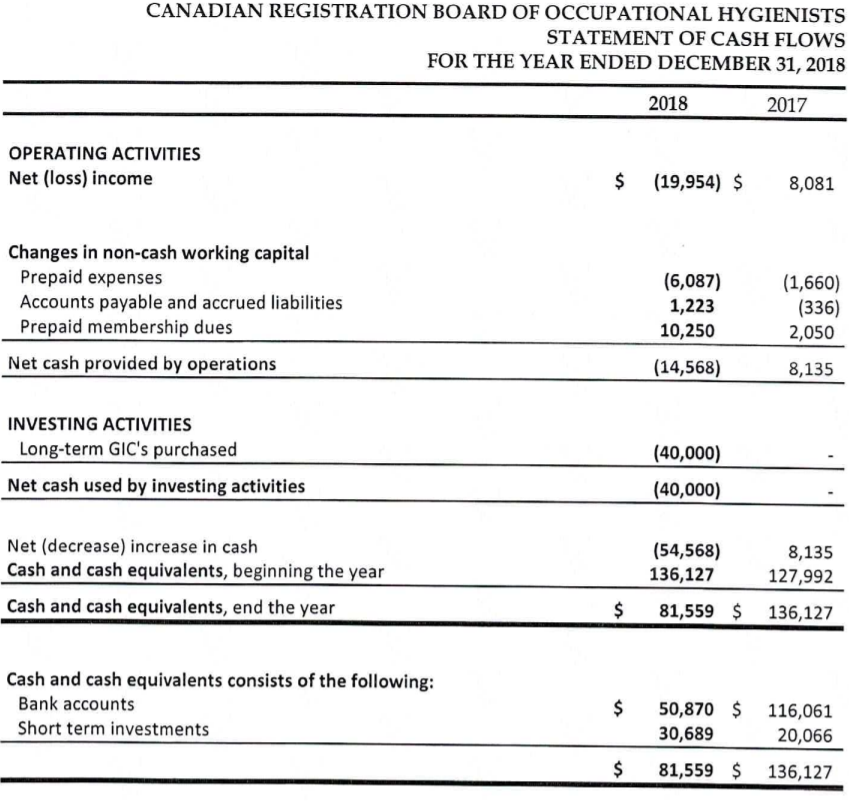 CANADIAN REGISTRATION BOARD OF OCCUPATIONAL HYGIENISTS
STATEMENT OF CASH FLOWS
FOR THE YEAR ENDED DECEMBER 31, 2018
2018 2017
OPERATING ACTIVITIES
Net (loss) income $ (19,954) $ 8,081
Changes in non-cash working capital
Prepaid expenses (6,087) (1,660)
Accounts payable and accrued liabilities 1,223 (336)
Prepaid membership dues 10,250 2,050
Net cash provided by operations (14,568) 8,135
INVESTING ACTIVITIES
Long-term GIC's purchased (40,000) -
Net cash used by investing activities (40,000) -
Net (decrease) increase in cash (54,568) 8,135
Cash and cash equivalents, beginning the year 136,127 127,992
Cash and cash equivalents, end the year $ 81,559 $ 136,127
Cash and cash equivalents consists of the following:
Bank accounts $ 50,870 $ 116,061
Short term investments 30,689 20,066
$ 81,559 $ 136,127